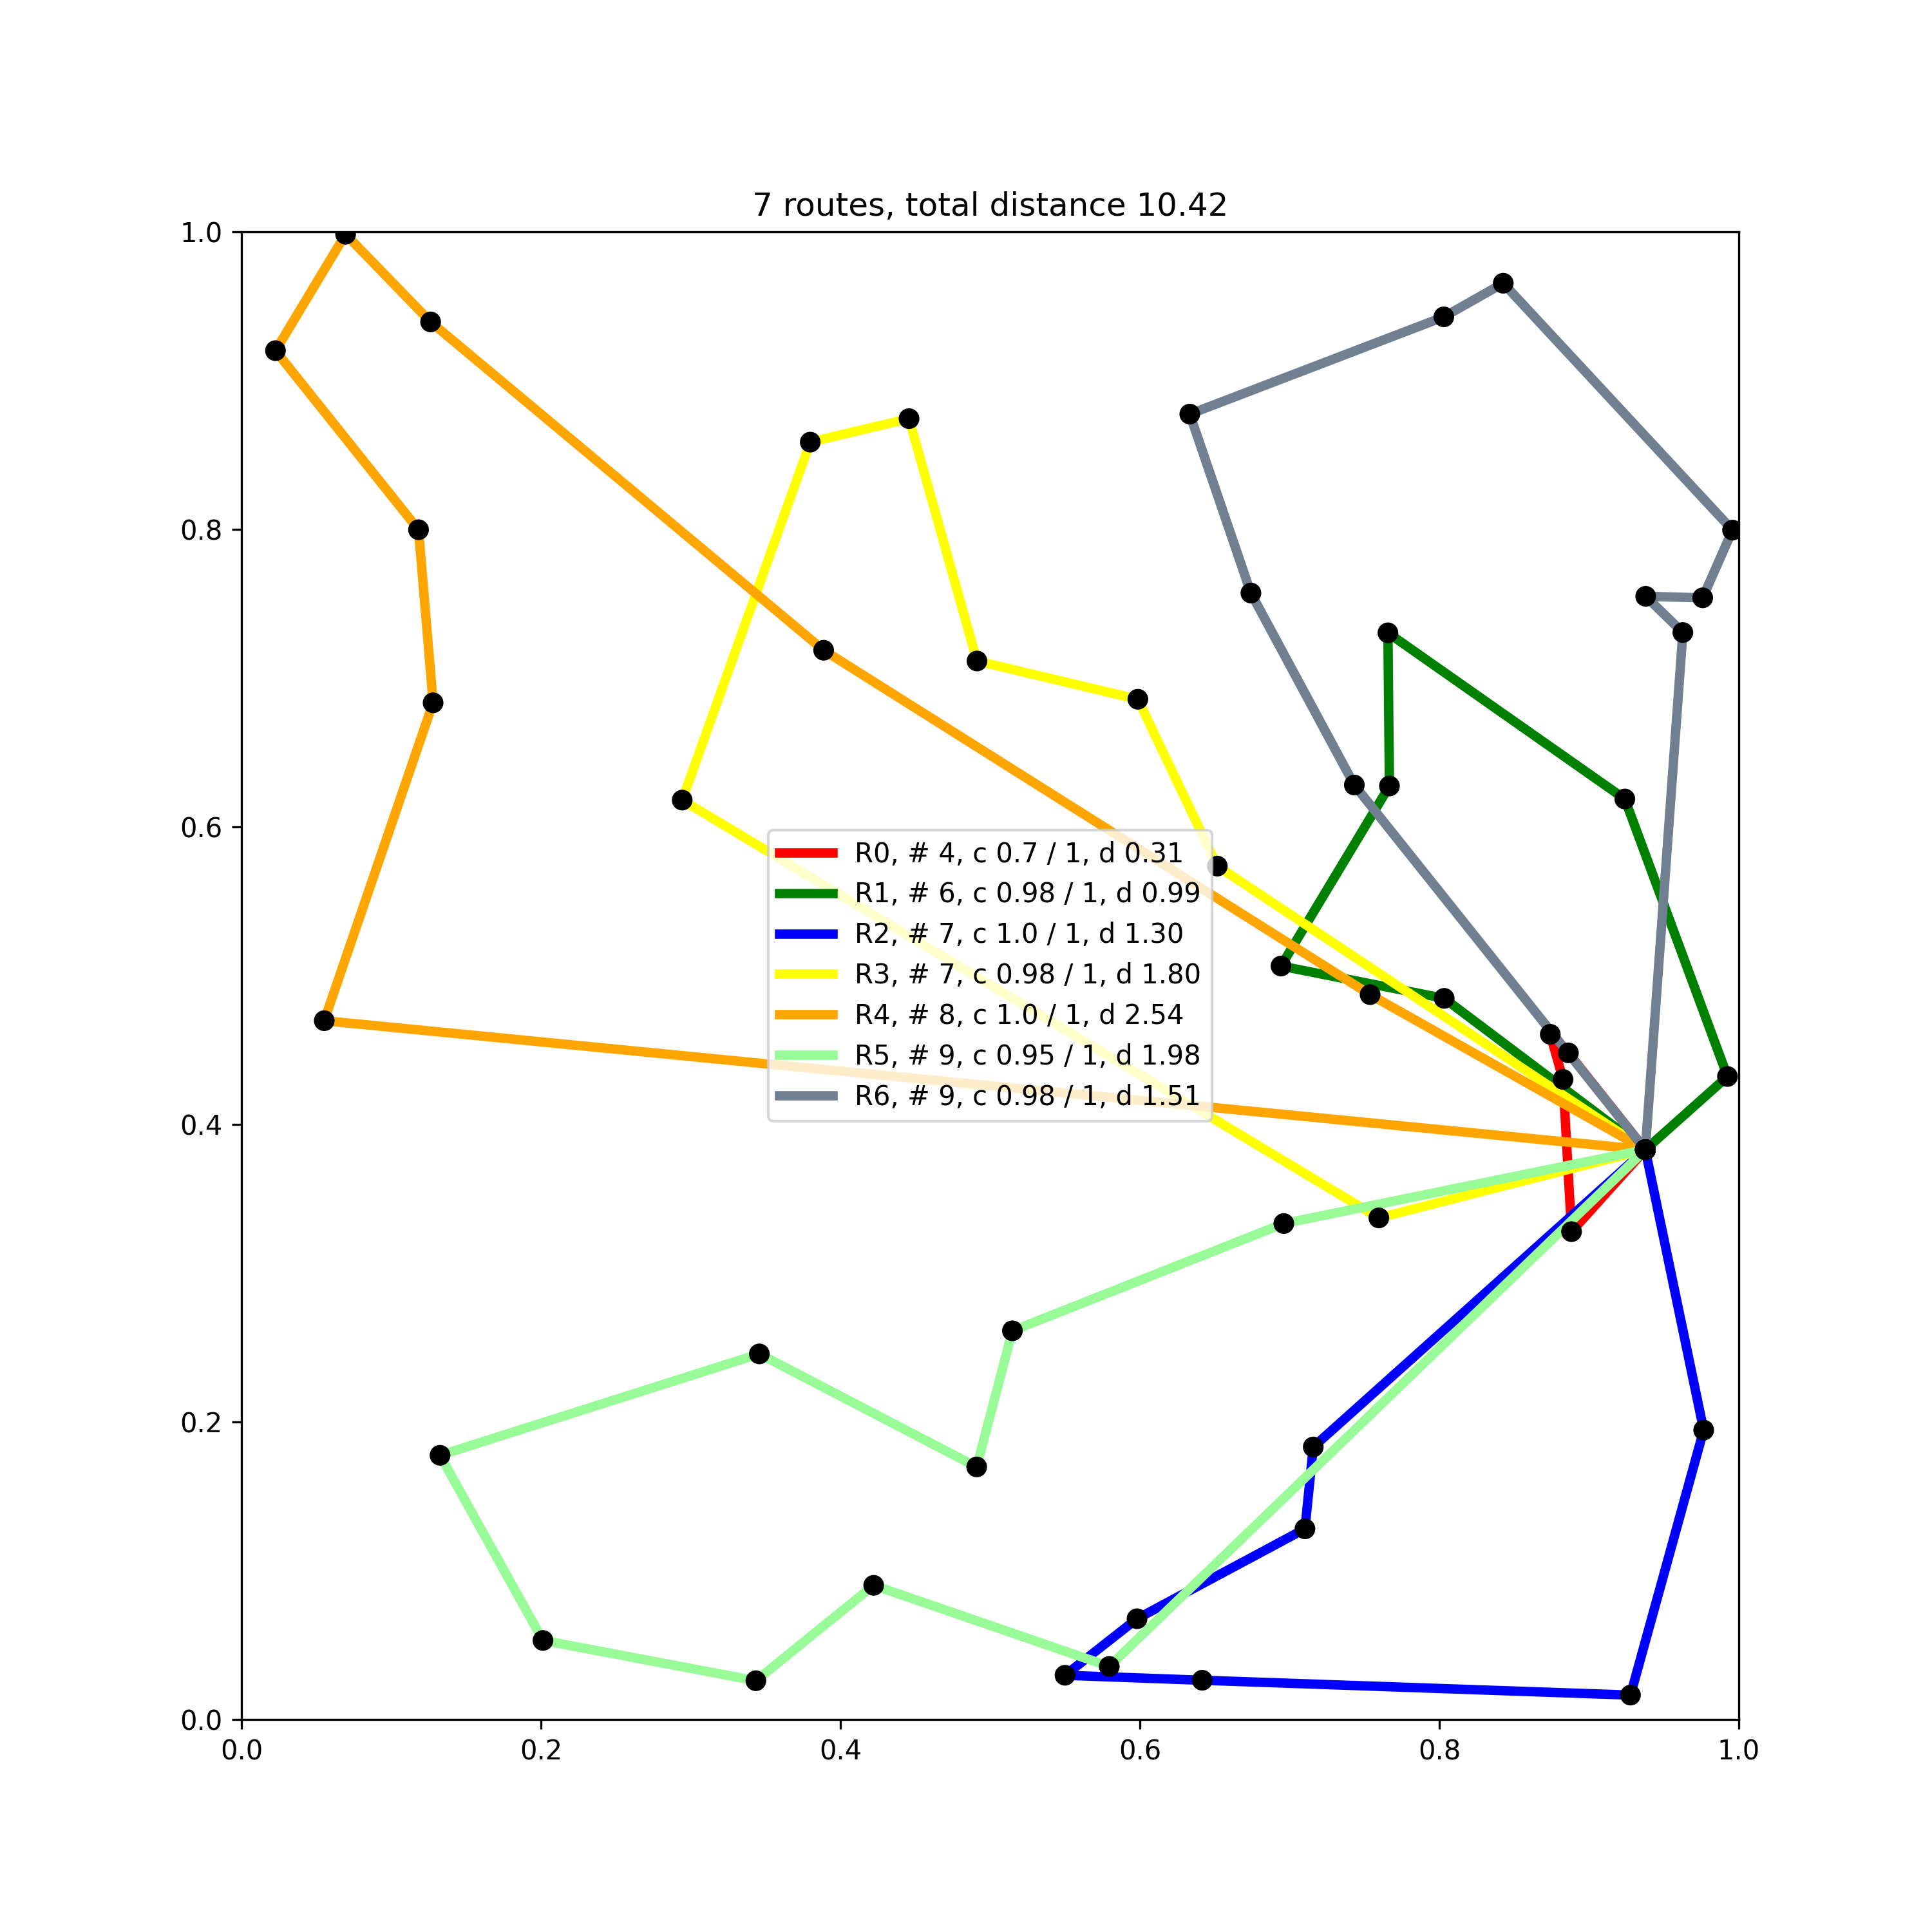 7 routes, total distance 10.42
1.0
0.8
0.6
0.4
0.2
0.0
R0, # 4, c 0.7 / 1, d 0.31
R1, # 6, c 0.98 / 1, d 0.99
R2, # 7, c 1.0 / 1, d 1.30
R3, # 7, c 0.98 / 1, d 1.80
R4, # 8, c 1.0 / 1, d 2.54
R5, # 9, c 0.95 / 1, d 1.98
R6, # 9, c 0.98 / 1, d 1.51
0.0 0.2 0.4 0.6 0.8 1.0